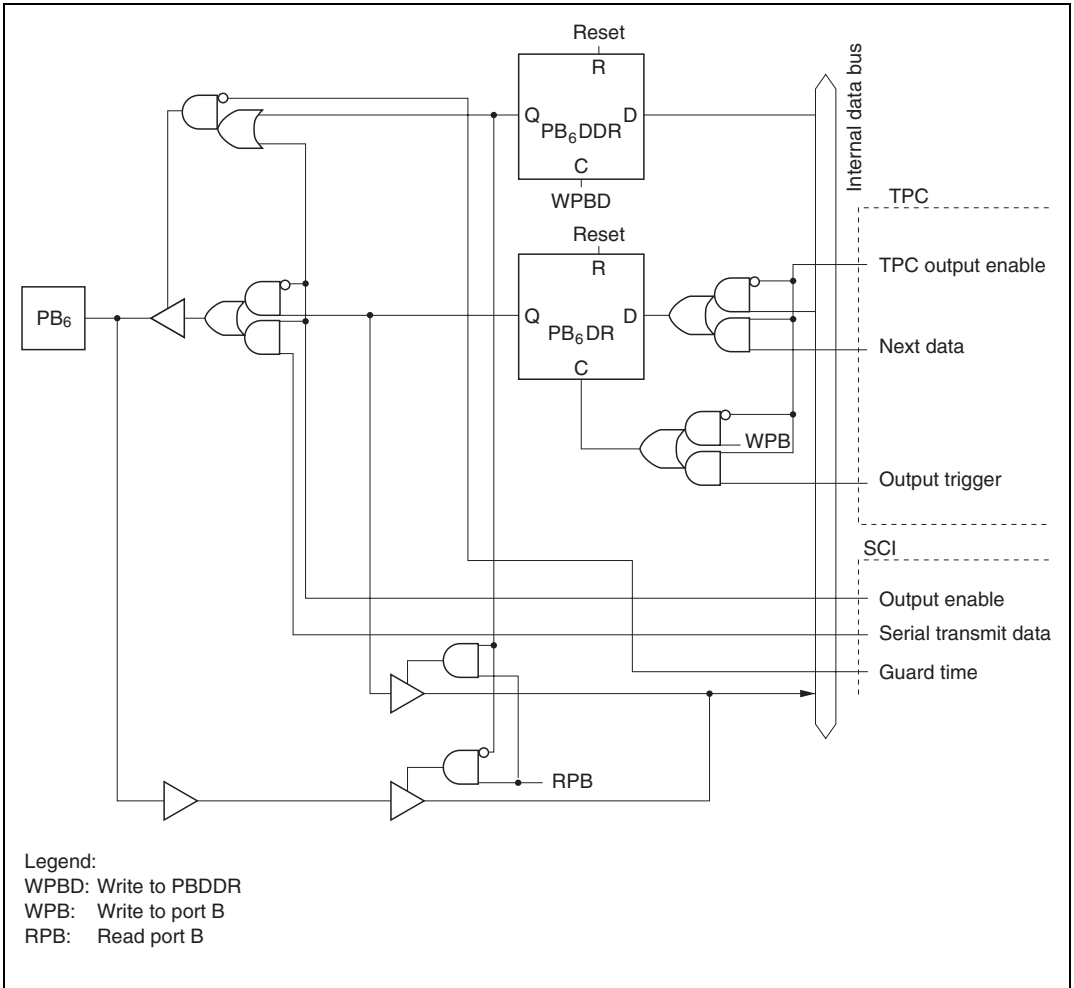 Reset
R
Q
PB6DDR
D
C
WPBD
Internal data bus
TPC
Reset
R
TPC output enable
PB6
Q
PB6DR
D
C
Next data
WPB
Output trigger
SCI
Output enable
Serial transmit data
Guard time
RPB
Legend:
WPBD: Write to PBDDR
WPB: Write to port B
RPB: Read port B